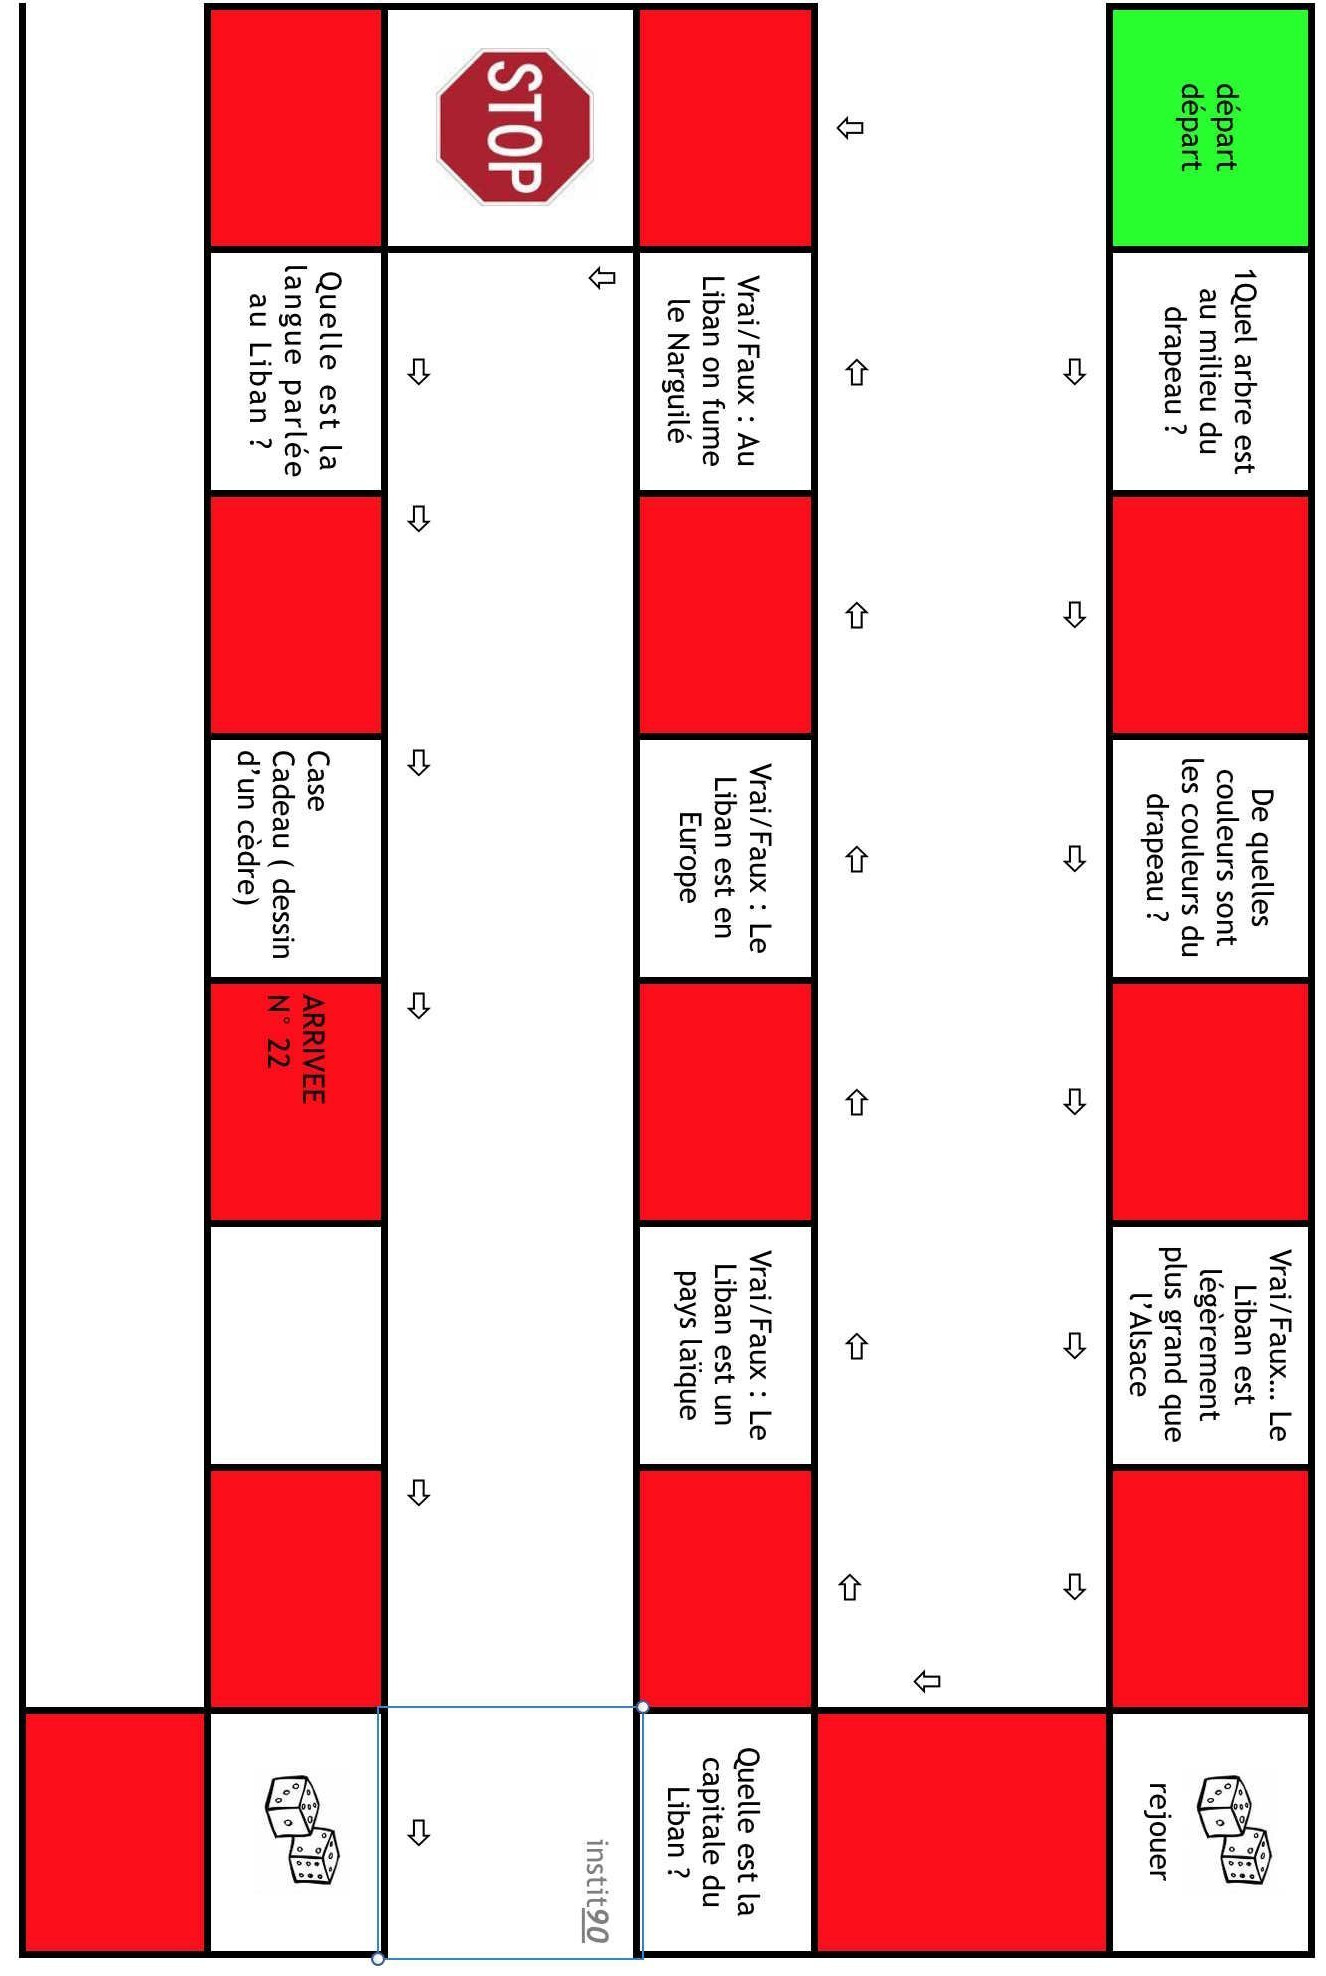 départ
départ
1Quel arbre est
au milieu du
drapeau ?
De quelles
couleurs sont
les couleurs du
drapeau ?
Vrai/Faux... Le
Liban est
légèrement
plus grand que
l'Alsace
rejouer
Quelle est la
capitale du
Liban ?
Vrai/Faux : Le
Liban est un
pays laïque
Vrai/Faux : Le
Liban est en
Europe
Vrai/Faux : Au
Liban on fume
le Narguilé
STOP
Quelle est la
langue parlée
au Liban ?
Case
Cadeau ( dessin
d'un cèdre)
ARRIVEE
N° 22
instit90